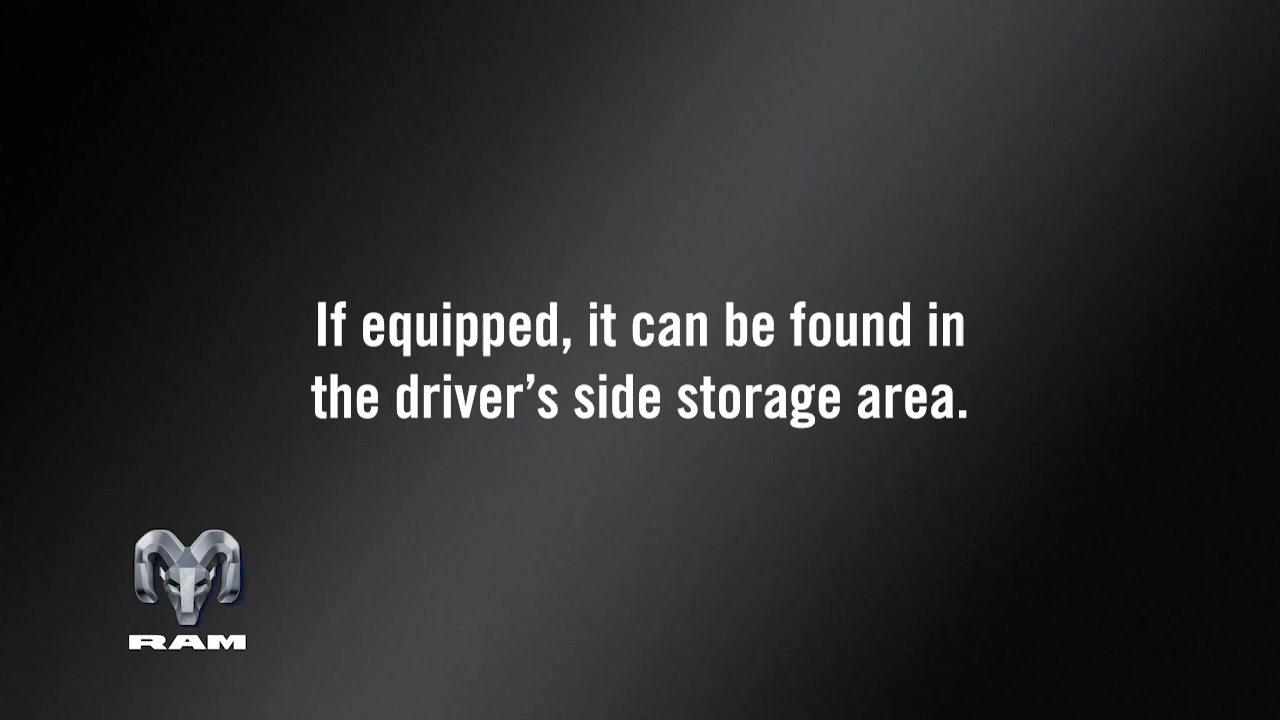 If equipped, it can be found in
the driver’s side storage area.
RAM